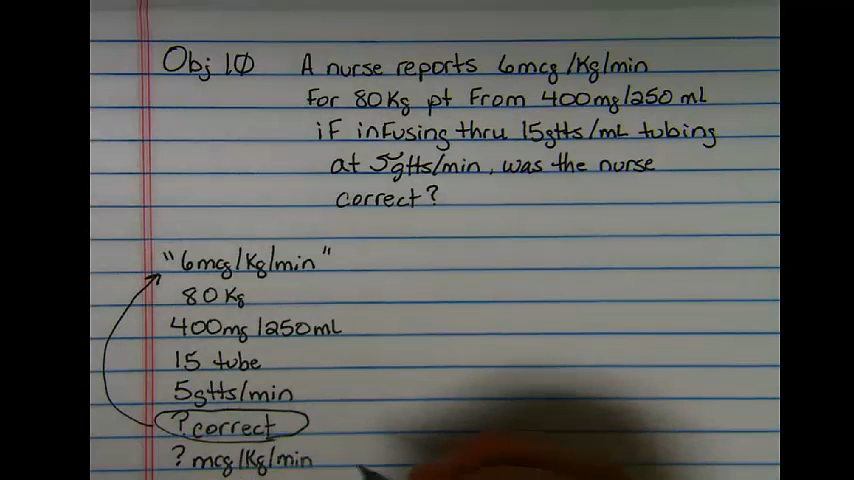 Obj 10 A nurse reports 6mcg/Kg/min
For 80Kg pt From 400mg/250 mL
if infusing thru 15gtts/mL tubing
at 5gtts/min, was the nurse
correct?
"6mcg/Kg/min"
80 Kg
400mg/250mL
15 tube
5gtts/min
? correct
? mcg/Kg/min